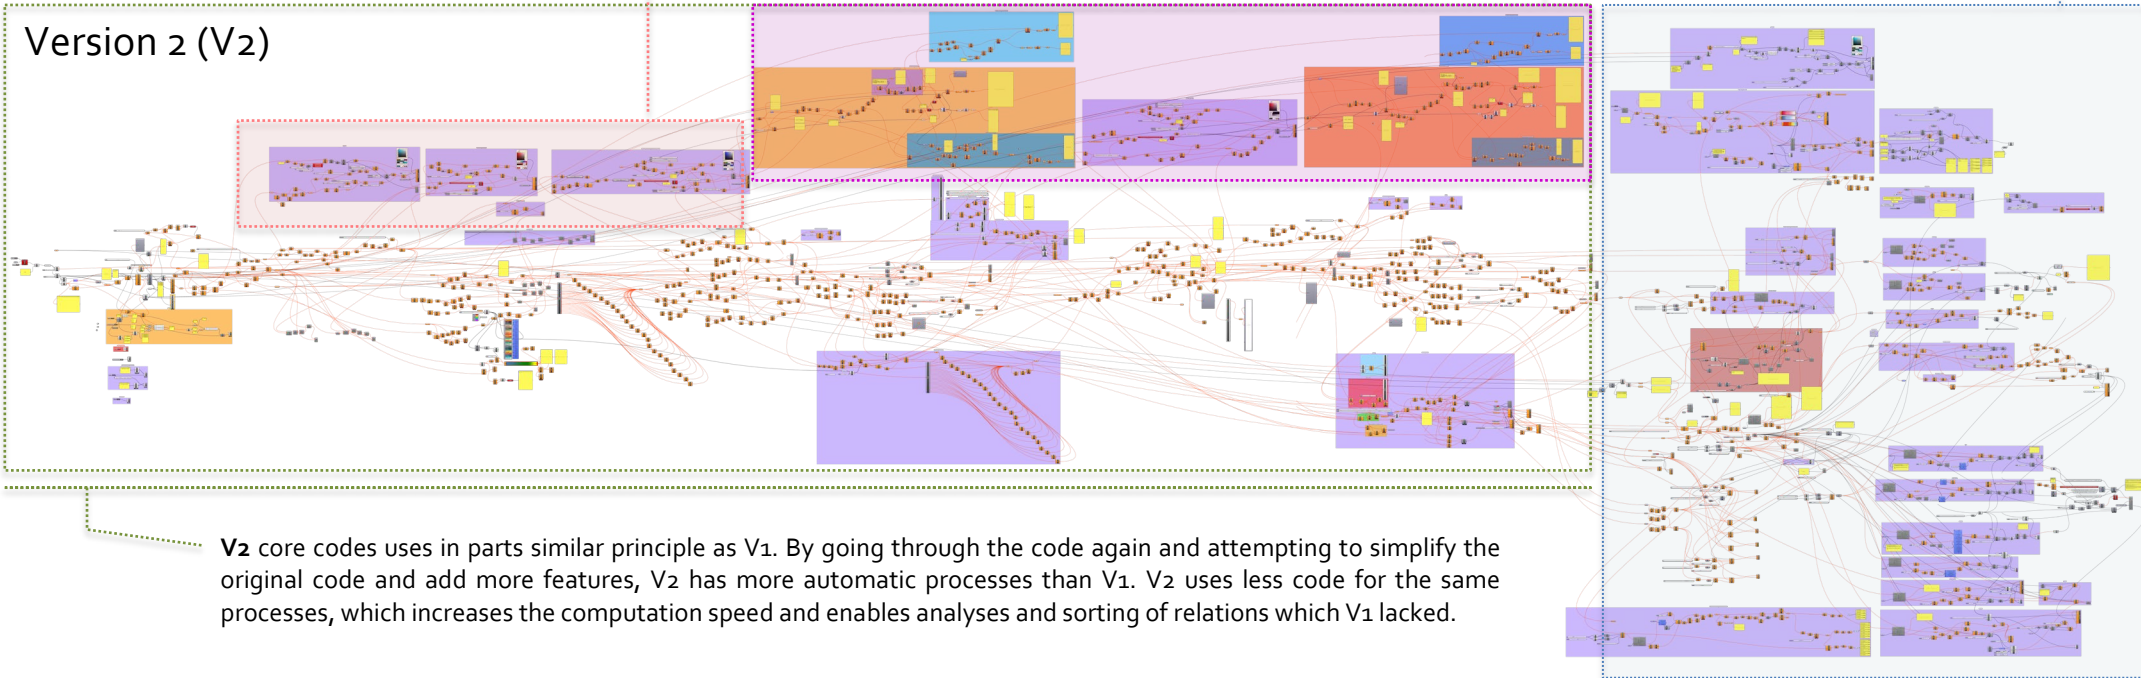 Version 2 (V2)
V2 core codes uses in parts similar principle as V1. By going through the code again and attempting to simplify the
original code and add more features, V2 has more automatic processes than V1. V2 uses less code for the same
processes, which increases the computation speed and enables analyses and sorting of relations which V1 lacked.